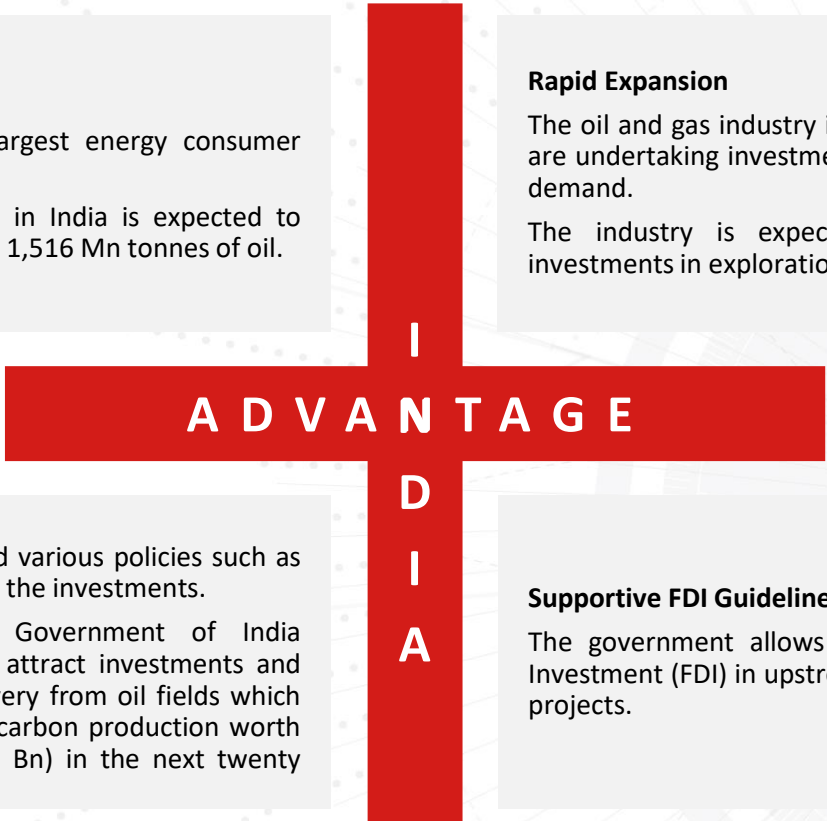 argest energy consumer
in India is expected to
1,516 Mn tonnes of oil.
Rapid Expansion
The oil and gas industry i
are undertaking investme
demand.
The industry is expec
investments in exploratio
I
ADVANTAGE
D
I
A
d various policies such as
the investments.
Government of India
attract investments and
ery from oil fields which
carbon production worth
Bn) in the next twenty
Supportive FDI Guideline
The government allows
Investment (FDI) in upstre
projects.